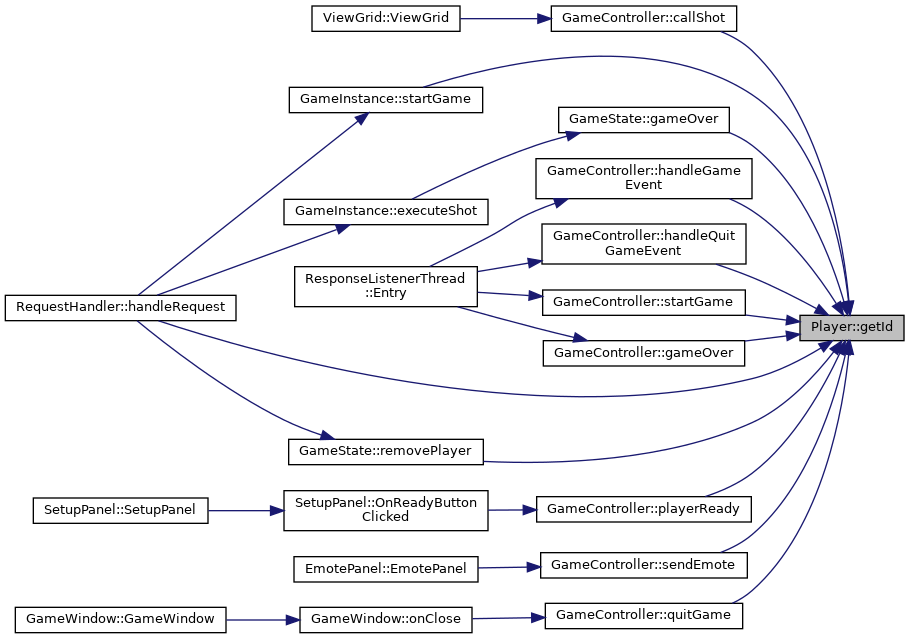 ViewGrid::ViewGrid
GameController::callShot
GameInstance::startGame
GameState::gameOver
GameController::handleGame
Event
GameInstance::executeShot
GameController::handleQuit
GameEvent
ResponseListenerThread
::Entry
GameController::startGame
RequestHandler::handleRequest
Player::getId
GameController::gameOver
GameState::removePlayer
SetupPanel::SetupPanel
SetupPanel::OnReadyButton
Clicked
GameController::playerReady
EmotePanel::EmotePanel
GameController::sendEmote
GameWindow::GameWindow
GameWindow::onClose
GameController::quitGame